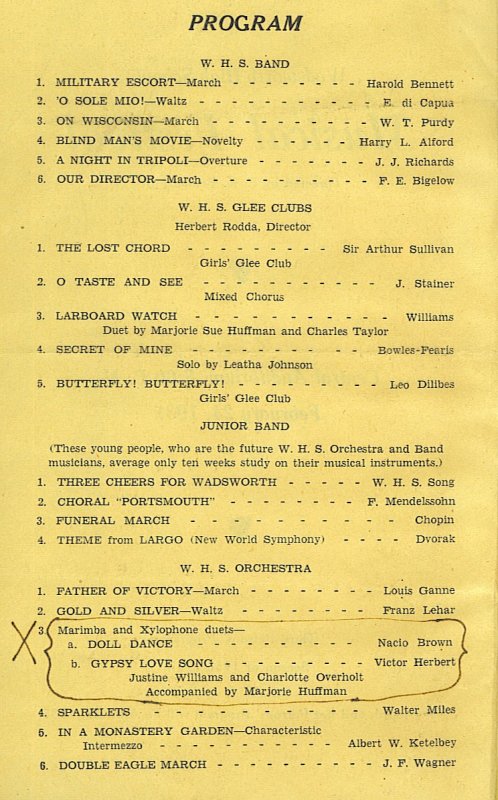 PROGRAM
W. H. S. BAND
1. MILITARY ESCORT—March - - - - - - - Harold Bennett
2. 'O SOLE MIO!—Waltz - - - - - - - - - - E. di Capua
3. ON WISCONSIN—March - - - - - - - - - W. T. Purdy
4. BLIND MAN'S MOVIE—Novelty - - - - - - Harry L. Alford
5. A NIGHT IN TRIPOLI—Overture - - - - - - - J. J. Richards
6. OUR DIRECTOR—March - - - - - - - - - - F. E. Bigelow
W. H. S. GLEE CLUBS
Herbert Rodda, Director
1. THE LOST CHORD - - - - - - - - - Sir Arthur Sullivan
Girls' Glee Club
2. O TASTE AND SEE - - - - - - - - - - - J. Stainer
Mixed Chorus
3. LARBOARD WATCH - - - - - - - - - - - Williams
Duet by Marjorie Sue Huffman and Charles Taylor
4. SECRET OF MINE - - - - - - - - - - Bowles-Fearis
Solo by Leatha Johnson
5. BUTTERFLY! BUTTERFLY! - - - - - - - - - Leo Dilibes
Girls' Glee Club
JUNIOR BAND
(These young people, who are the future W. H. S. Orchestra and Band
musicians, average only ten weeks study on their musical instruments.)
1. THREE CHEERS FOR WADSWORTH - - - - - W. H. S. Song
2. CHORAL "PORTSMOUTH" - - - - - - - F. Mendelssohn
3. FUNERAL MARCH - - - - - - - - - - - Chopin
4. THEME from LARGO (New World Symphony) - - - - Dvorak
W. H. S. ORCHESTRA
1. FATHER OF VICTORY—March - - - - - - - - Louis Ganne
2. GOLD AND SILVER—Waltz - - - - - - - - Franz Lehar
X 3. Marimba and Xylophone duets—
a. DOLL DANCE - - - - - - - - - - Nacio Brown
b. GYPSY LOVE SONG - - - - - - - - - Victor Herbert
Justine Williams and Charlotte Overholt
Accompanied by Marjorie Huffman
4. SPARKLETS - - - - - - - - - - - Walter Miles
5. IN A MONASTERY GARDEN—Characteristic
Intermezzo - - - - - - - - - - - Albert W. Ketelbey
6. DOUBLE EAGLE MARCH - - - - - - - - - J. F. Wagner